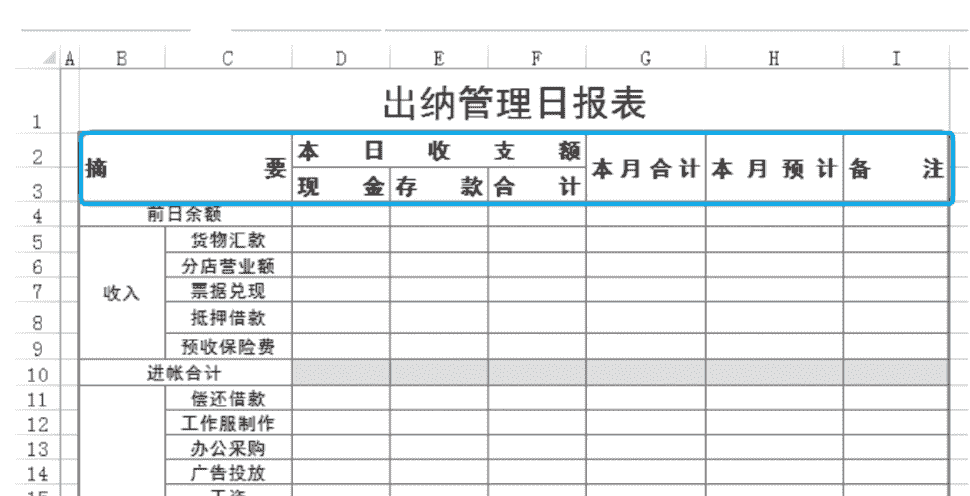 A B C D E F G H I
1 出纳管理日报表
2 摘要 本日收支额 本月合计 本月预计 备注
3 现金 存款 合计
4 前日余额
5 货物汇款
6 分店营业额
7 收入 票据兑现
8 抵押借款
9 预收保险费
10 进帐合计
11 偿还借款
12 工作服制作
13 办公采购
14 广告投放
15 工资